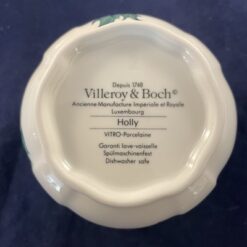 Depuis 1748
Villeroy & Boch©
Ancienne Manufacture Impériale et Royale
Luxembourg
Holly
VITRO-Porcelaine
Garanti lave-vaisselle
Spülmaschinenfest
Dishwasher safe